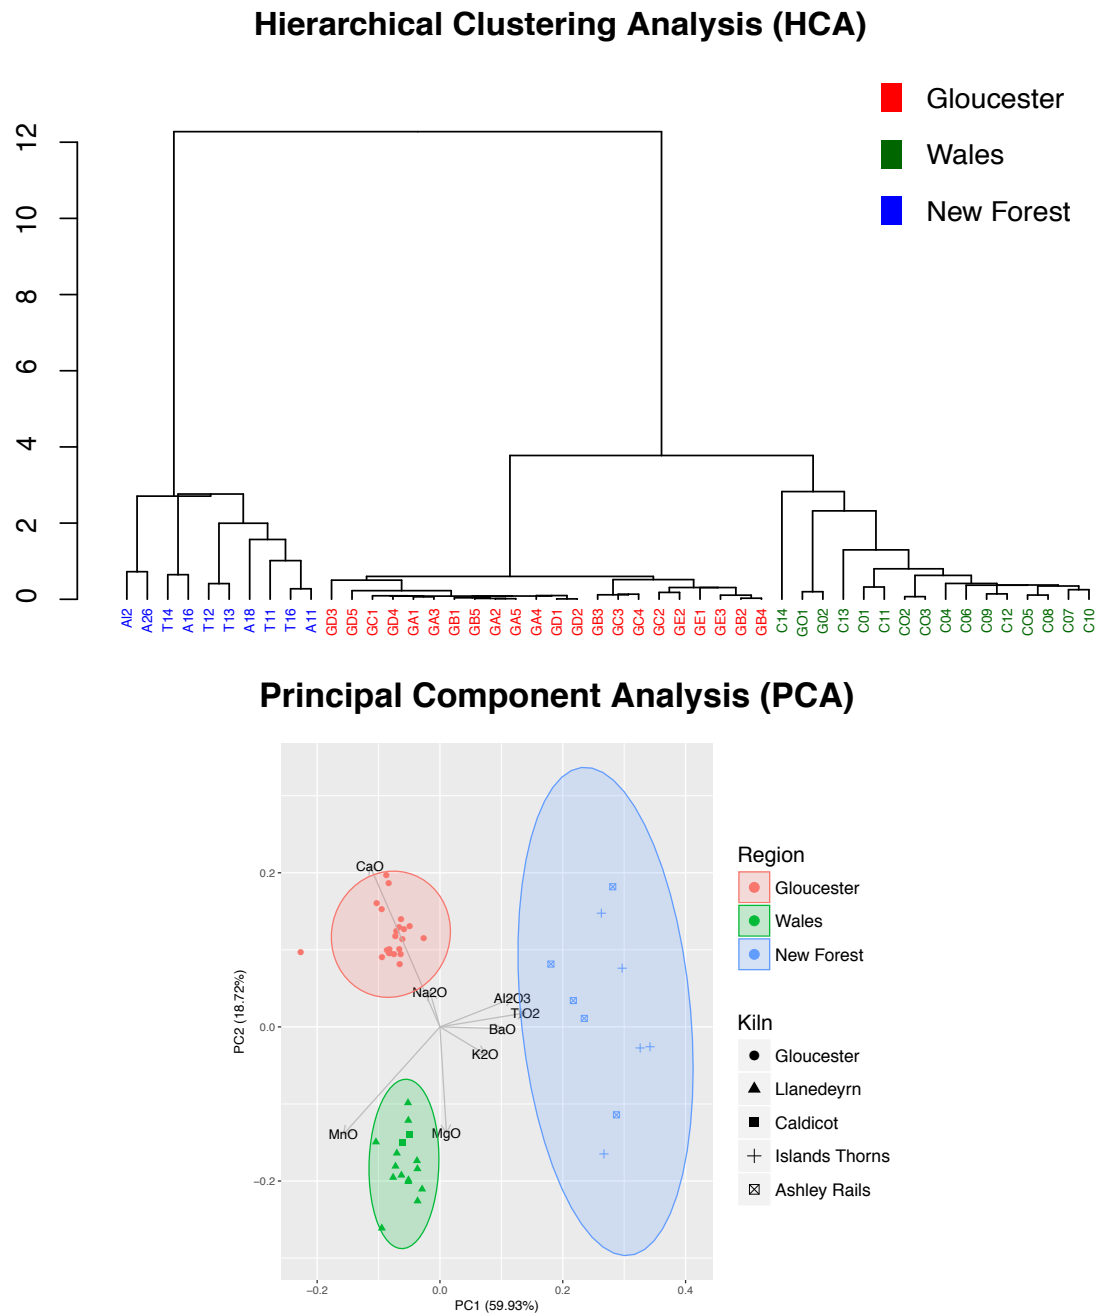 Hierarchical Clustering Analysis (HCA)
Gloucester
Wales
New Forest
12
10
8
6
4
2
0
AI2 A26 T14 A16 T12 T13 A18 T11 T16 A11 GD3 GD5 GC1 GD4 GA1 GA3 GB1 GB5 GA2 GA5 GA4 GD1 GD2 GB3 GC3 GC4 GC2 GE2 GE1 GE3 GB2 GB4 C14 GO1 G02 C13 C01 C11 CO2 CO3 C04 C06 C09 C12 CO5 C08 C07 C10
Principal Component Analysis (PCA)
CaO
Na2O
Al2O3
TiO2
BaO
K2O
MnO
MgO
0.2
0.0
−0.2
PC2 (18.72%)
−0.2 0.0 0.2 0.4
PC1 (59.93%)
Region
Gloucester
Wales
New Forest
Kiln
Gloucester
Llanedeyrn
Caldicot
Islands Thorns
Ashley Rails